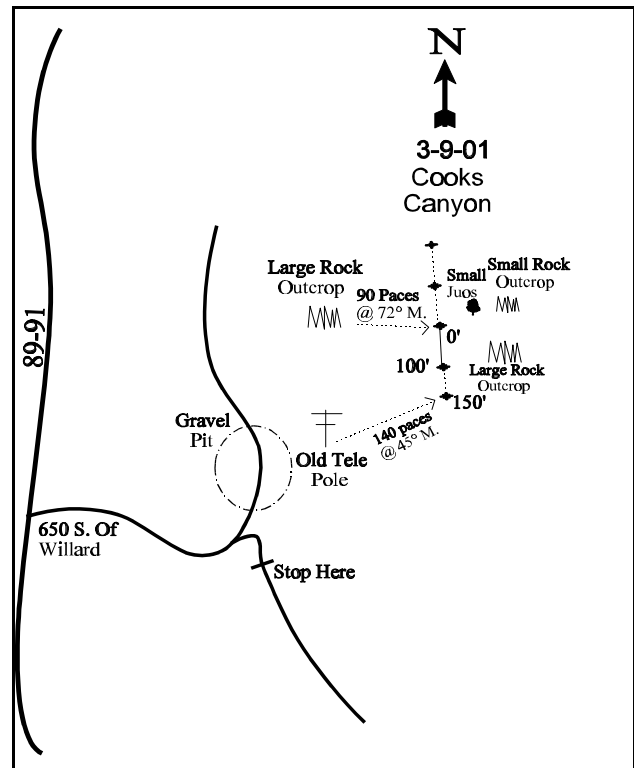 N
3-9-01
Cooks
Canyon
Large Rock
Outcrop
90 Paces
@ 72° M.
Small
Juos
Small Rock
Outcrop
0'
100'
Large Rock
Outcrop
150'
89-91
Gravel
Pit
140 paces
@ 45° M.
Old Tele
Pole
650 S. Of
Willard
Stop Here